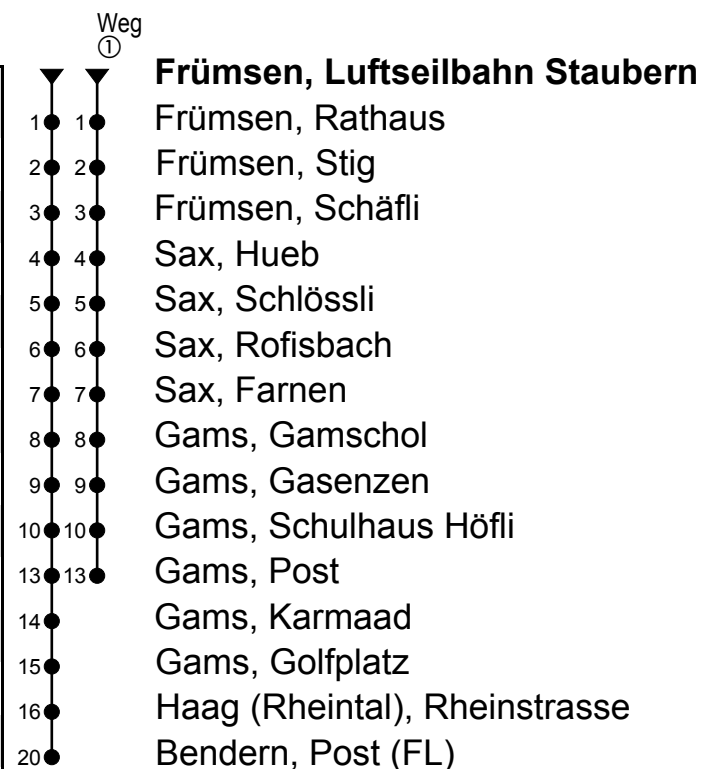 Weg
①
Frümsen, Luftseilbahn Staubern
1 1 Frümsen, Rathaus
2 2 Frümsen, Stig
3 3 Frümsen, Schäfli
4 4 Sax, Hueb
5 5 Sax, Schlössli
6 6 Sax, Rofisbach
7 7 Sax, Farnen
8 8 Gams, Gamschol
9 9 Gams, Gasenzen
10 10 Gams, Schulhaus Höfli
13 13 Gams, Post
14 Gams, Karmaad
15 Gams, Golfplatz
16 Haag (Rheintal), Rheinstrasse
20 Bendern, Post (FL)